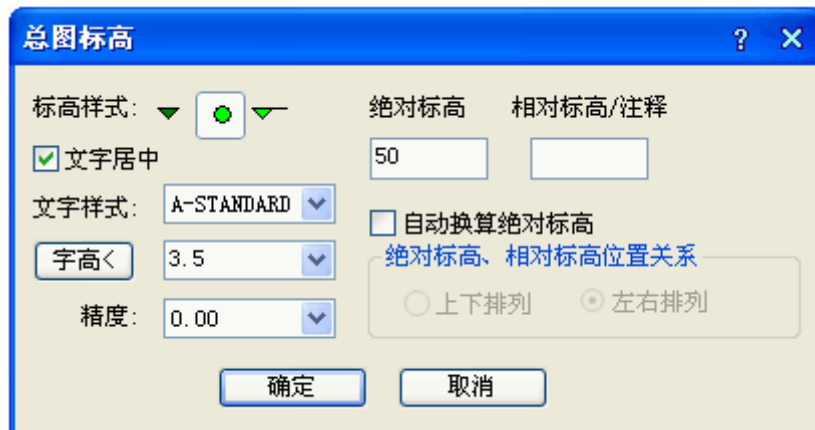 总图标高
标高样式:
绝对标高 相对标高/注释
文字居中
50
文字样式: A-STANDARD
自动换算绝对标高
字高< 3.5
绝对标高、相对标高位置关系
上下排列 左右排列
精度: 0.00
确定 取消